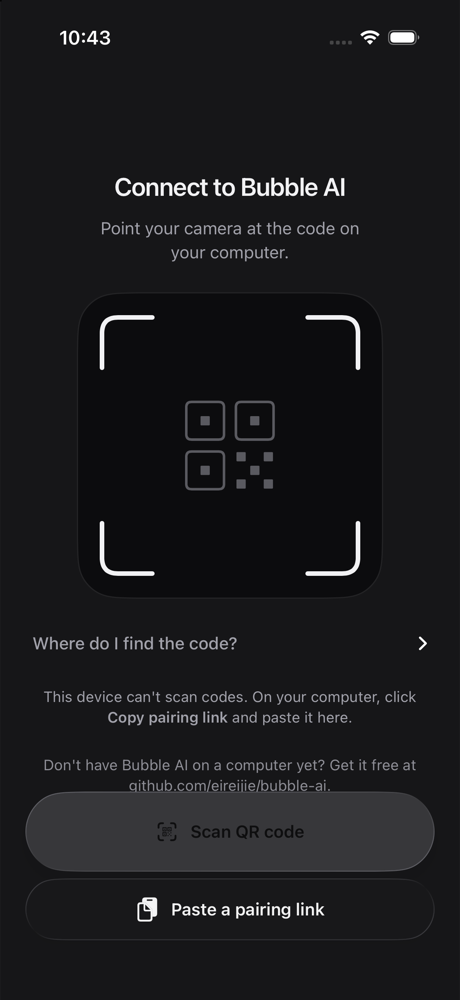 10:43
Connect to Bubble AI
Point your camera at the code on
your computer.
Where do I find the code?
This device can't scan codes. On your computer, click
Copy pairing link and paste it here.
Don't have Bubble AI on a computer yet? Get it free at
github.com/eireijie/bubble-ai.
Scan QR code
Paste a pairing link